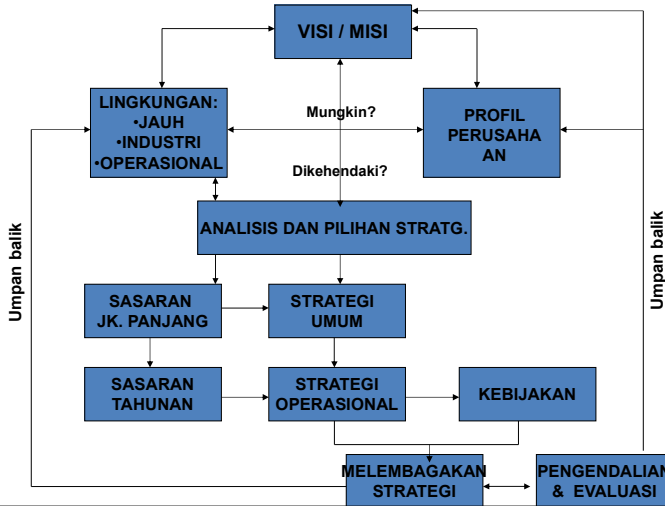 VISI / MISI
LINGKUNGAN:
•JAUH
•INDUSTRI
•OPERASIONAL
Mungkin?
PROFIL
PERUSAHA
AN
Dikehendaki?
ANALISIS DAN PILIHAN STRATG.
Umpan balik
Umpan balik
SASARAN
JK. PANJANG
STRATEGI
UMUM
SASARAN
TAHUNAN
STRATEGI
OPERASIONAL
KEBIJAKAN
MELEMBAGAKAN
STRATEGI
PENGENDALIAN
& EVALUASI